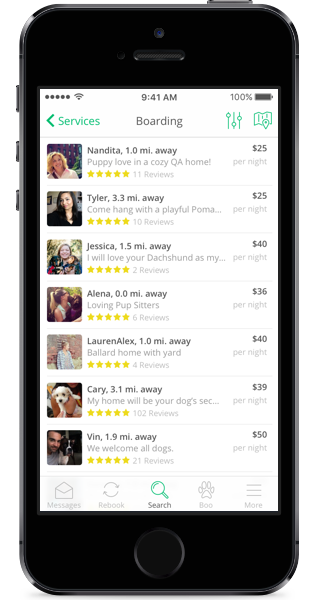 9:41 AM 100%
Services Boarding
Nandita, 1.0 mi. away $25
Puppy love in a cozy QA home! per night
11 Reviews
Tyler, 3.3 mi. away $25
Come hang with a playful Poma... per night
10 Reviews
Jessica, 1.5 mi. away $40
I will love your Dachshund as my... per night
2 Reviews
Alena, 0.0 mi. away $36
Loving Pup Sitters per night
6 Reviews
LaurenAlex, 1.0 mi. away $40
Ballard home with yard per night
4 Reviews
Cary, 3.1 mi. away $39
My home will be your dog's sec... per night
102 Reviews
Vin, 1.9 mi. away $50
We welcome all dogs. per night
21 Reviews
Messages Rebook Search Boo More